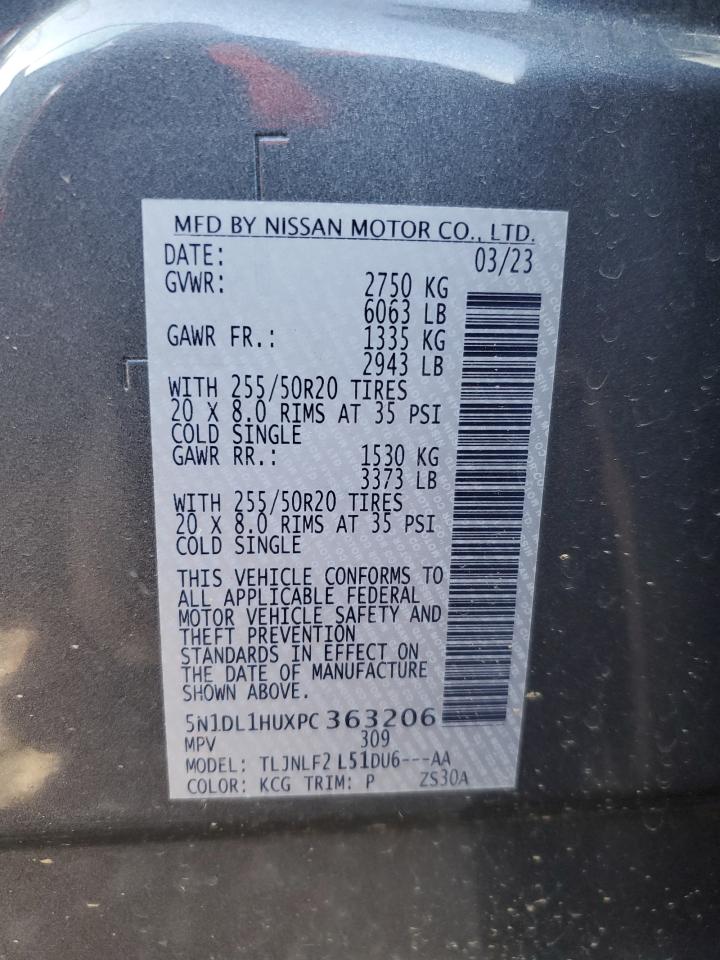 MFD BY NISSAN MOTOR CO., LTD.
DATE: 03/23
GVWR: 2750 KG
6063 LB
GAWR FR.: 1335 KG
2943 LB
WITH 255/50R20 TIRES
20 X 8.0 RIMS AT 35 PSI
COLD SINGLE
GAWR RR.: 1530 KG
3373 LB
WITH 255/50R20 TIRES
20 X 8.0 RIMS AT 35 PSI
COLD SINGLE
THIS VEHICLE CONFORMS TO
ALL APPLICABLE FEDERAL
MOTOR VEHICLE SAFETY AND
THEFT PREVENTION
STANDARDS IN EFFECT ON
THE DATE OF MANUFACTURE
SHOWN ABOVE.
5N1DL1HUXPC363206
MPV 309
MODEL: TLJNLF2 L51DU6---AA
COLOR: KCG TRIM: P ZS30A